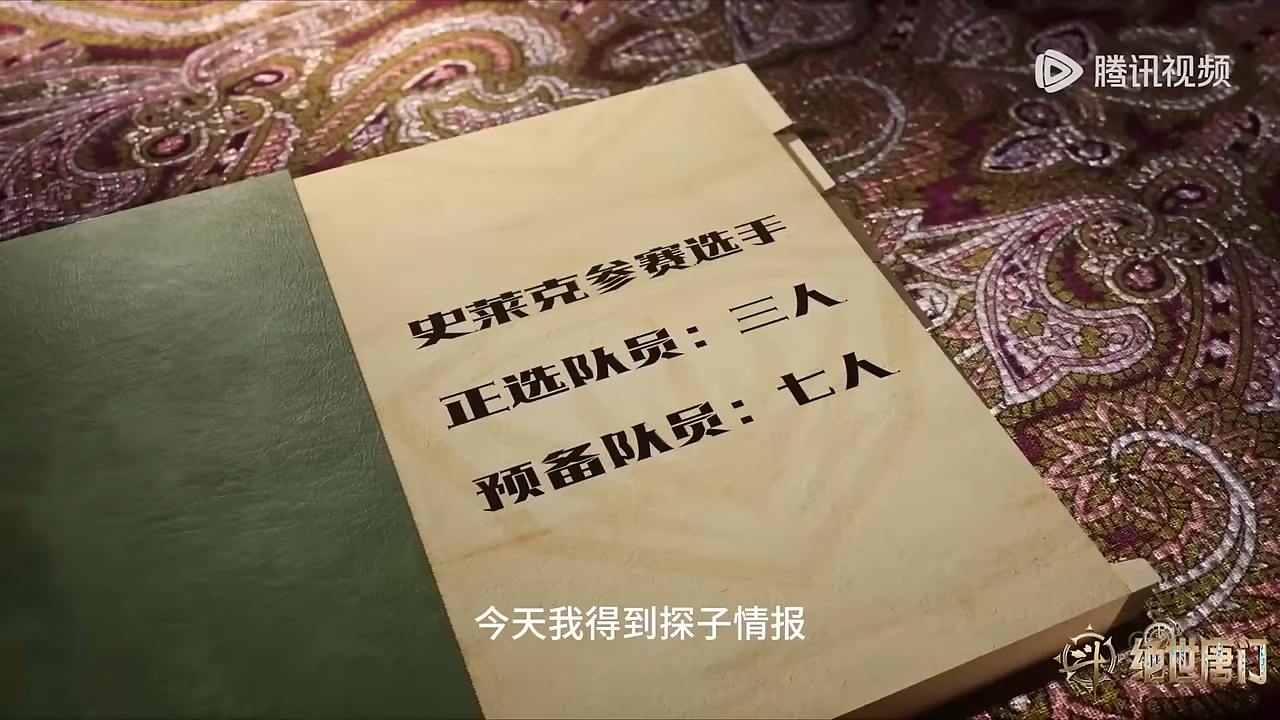 腾讯视频
史莱克参赛选手
正选队员：三人
预备队员：七人
今天我得到探子情报
斗
绝世唐门